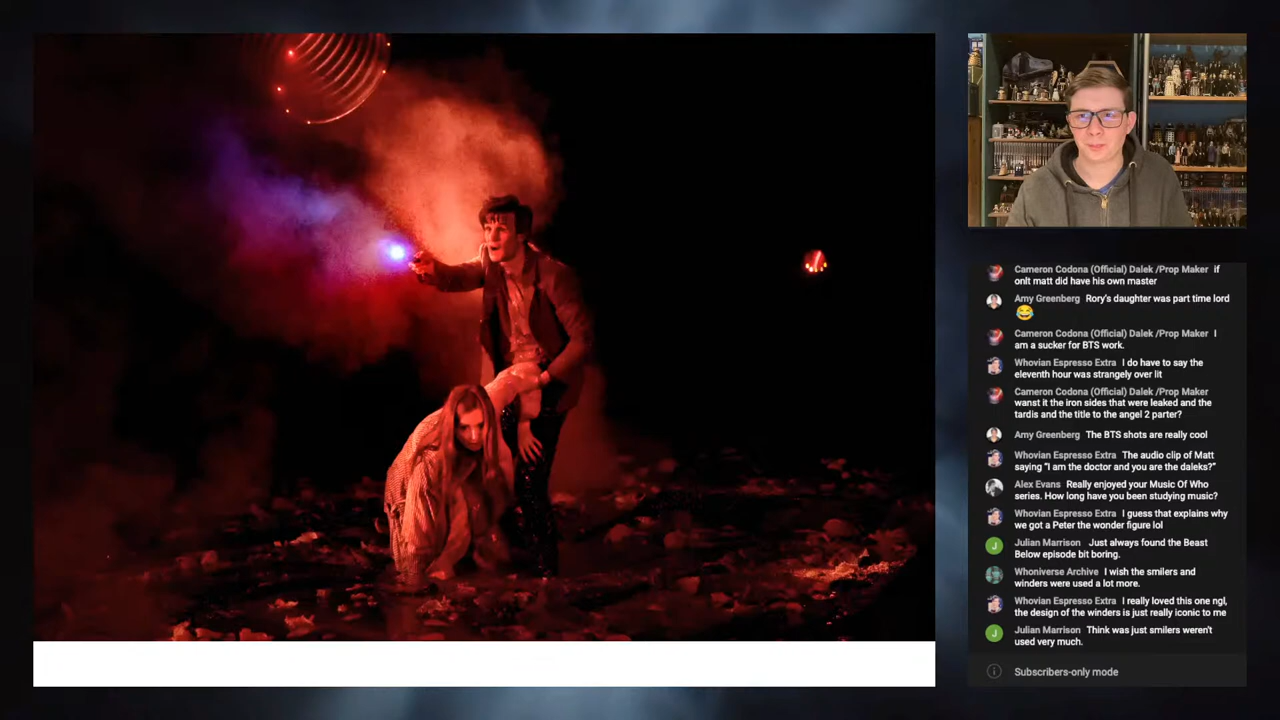 Cameron Codona (Official) Dalek /Prop Maker if
onlt matt did have his own master
Amy Greenberg Rory's daughter was part time lord
😂
Cameron Codona (Official) Dalek /Prop Maker I
am a sucker for BTS work.
Whovian Espresso Extra I do have to say the
eleventh hour was strangely over lit
Cameron Codona (Official) Dalek /Prop Maker
wanst it the iron sides that were leaked and the
tardis and the title to the angel 2 parter?
Amy Greenberg The BTS shots are really cool
Whovian Espresso Extra The audio clip of Matt
saying “I am the doctor and you are the daleks?”
Alex Evans Really enjoyed your Music Of Who
series. How long have you been studying music?
Whovian Espresso Extra I guess that explains why
we got a Peter the wonder figure lol
J
Julian Marrison Just always found the Beast
Below episode bit boring.
Whoniverse Archive I wish the smilers and
winders were used a lot more.
Whovian Espresso Extra I really loved this one ngl,
the design of the winders is just really iconic to me
J
Julian Marrison Think was just smilers weren't
used very much.
Subscribers-only mode